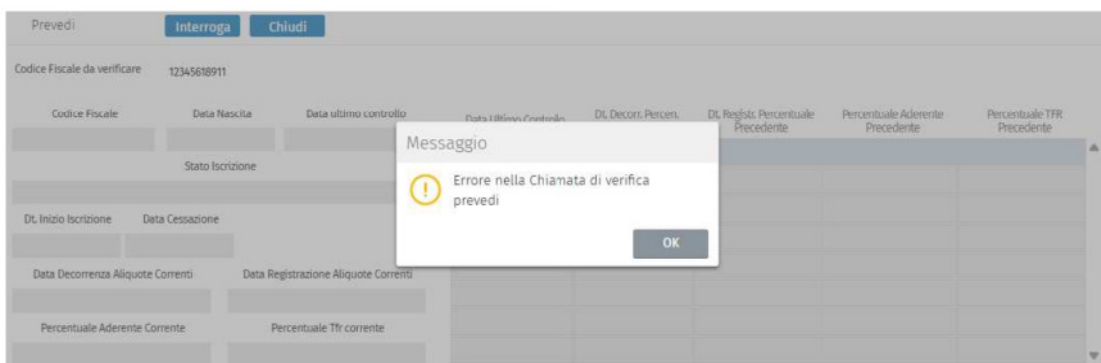 Prevedi Interroga Chiudi
Codice Fiscale da verificare 12345618911
Codice Fiscale Data Nascita Data ultimo controllo Data Ultimo Controllo Dt. Decorr. Percen. Dt. Registr. Percentuale Percentuale Aderente Percentuale TFR
Precedente Precedente Precedente
Messaggio
Stato Iscrizione
Errore nella Chiamata di verifica
prevedi
Dt. Inizio Iscrizione Data Cessazione
OK
Data Decorrenza Aliquote Correnti Data Registrazione Aliquote Correnti
Percentuale Aderente Corrente Percentuale Tfr corrente